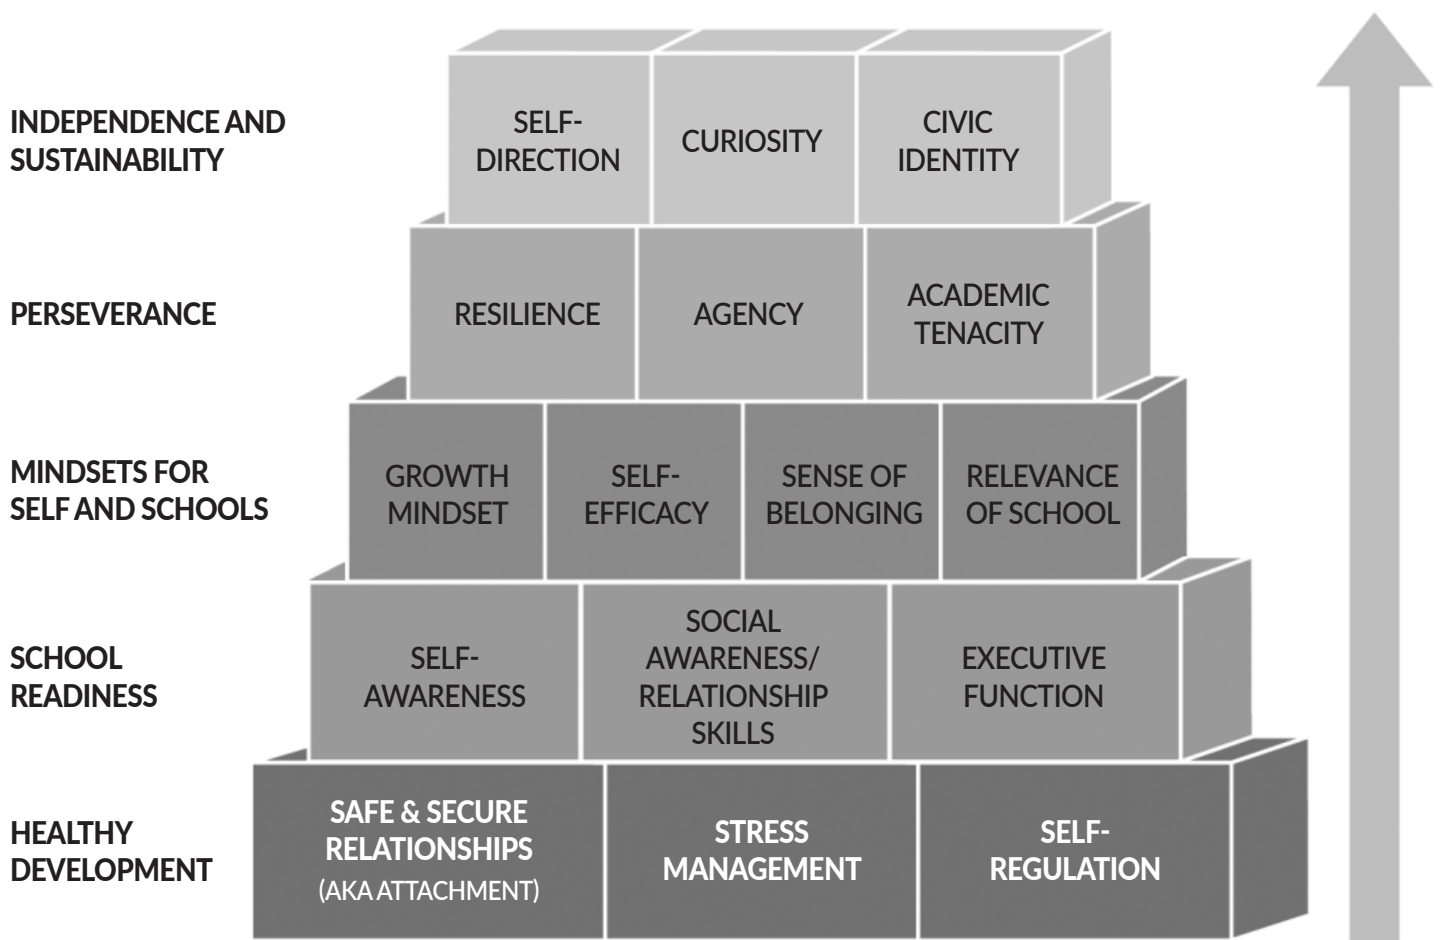 INDEPENDENCE AND
SUSTAINABILITY
SELF-
DIRECTION
CURIOSITY
CIVIC
IDENTITY
PERSEVERANCE
RESILIENCE
AGENCY
ACADEMIC
TENACITY
MINDSETS FOR
SELF AND SCHOOLS
GROWTH
MINDSET
SELF-
EFFICACY
SENSE OF
BELONGING
RELEVANCE
OF SCHOOL
SCHOOL
READINESS
SELF-
AWARENESS
SOCIAL
AWARENESS/
RELATIONSHIP
SKILLS
EXECUTIVE
FUNCTION
HEALTHY
DEVELOPMENT
SAFE & SECURE
RELATIONSHIPS
(AKA ATTACHMENT)
STRESS
MANAGEMENT
SELF-
REGULATION